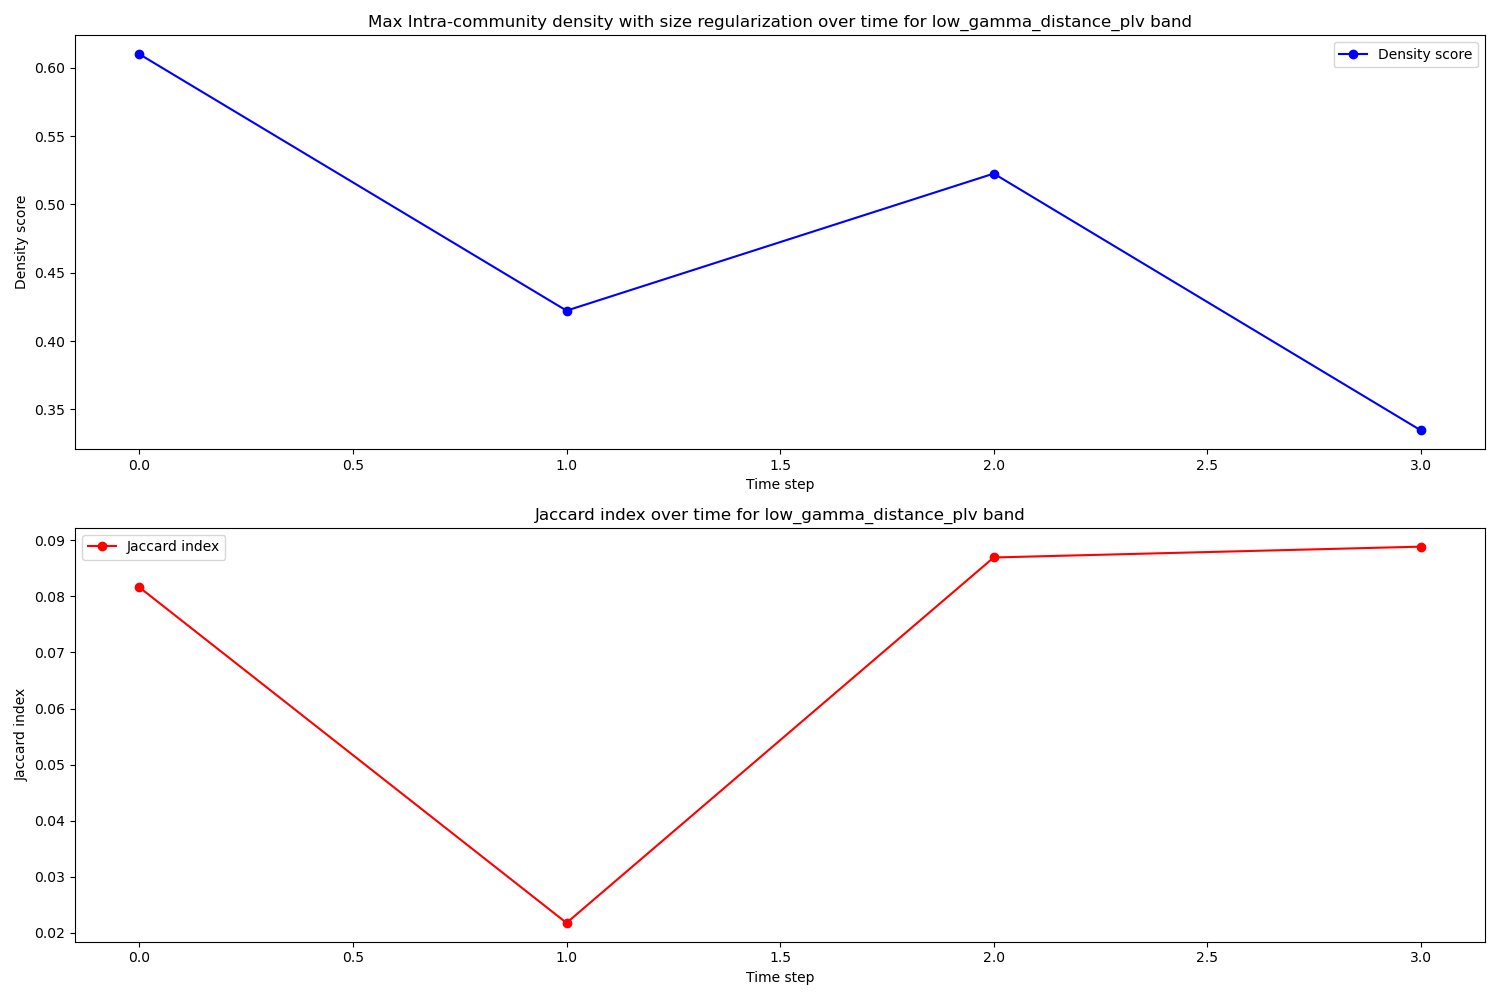 Max Intra-community density with size regularization over time for low_gamma_distance_plv band
Density score
0.60
0.55
0.50
0.45
0.40
0.35
Density score
0.0 0.5 1.0 1.5 2.0 2.5 3.0
Time step
Jaccard index over time for low_gamma_distance_plv band
Jaccard index
0.09
0.08
0.07
0.06
0.05
0.04
0.03
0.02
Jaccard index
0.0 0.5 1.0 1.5 2.0 2.5 3.0
Time step